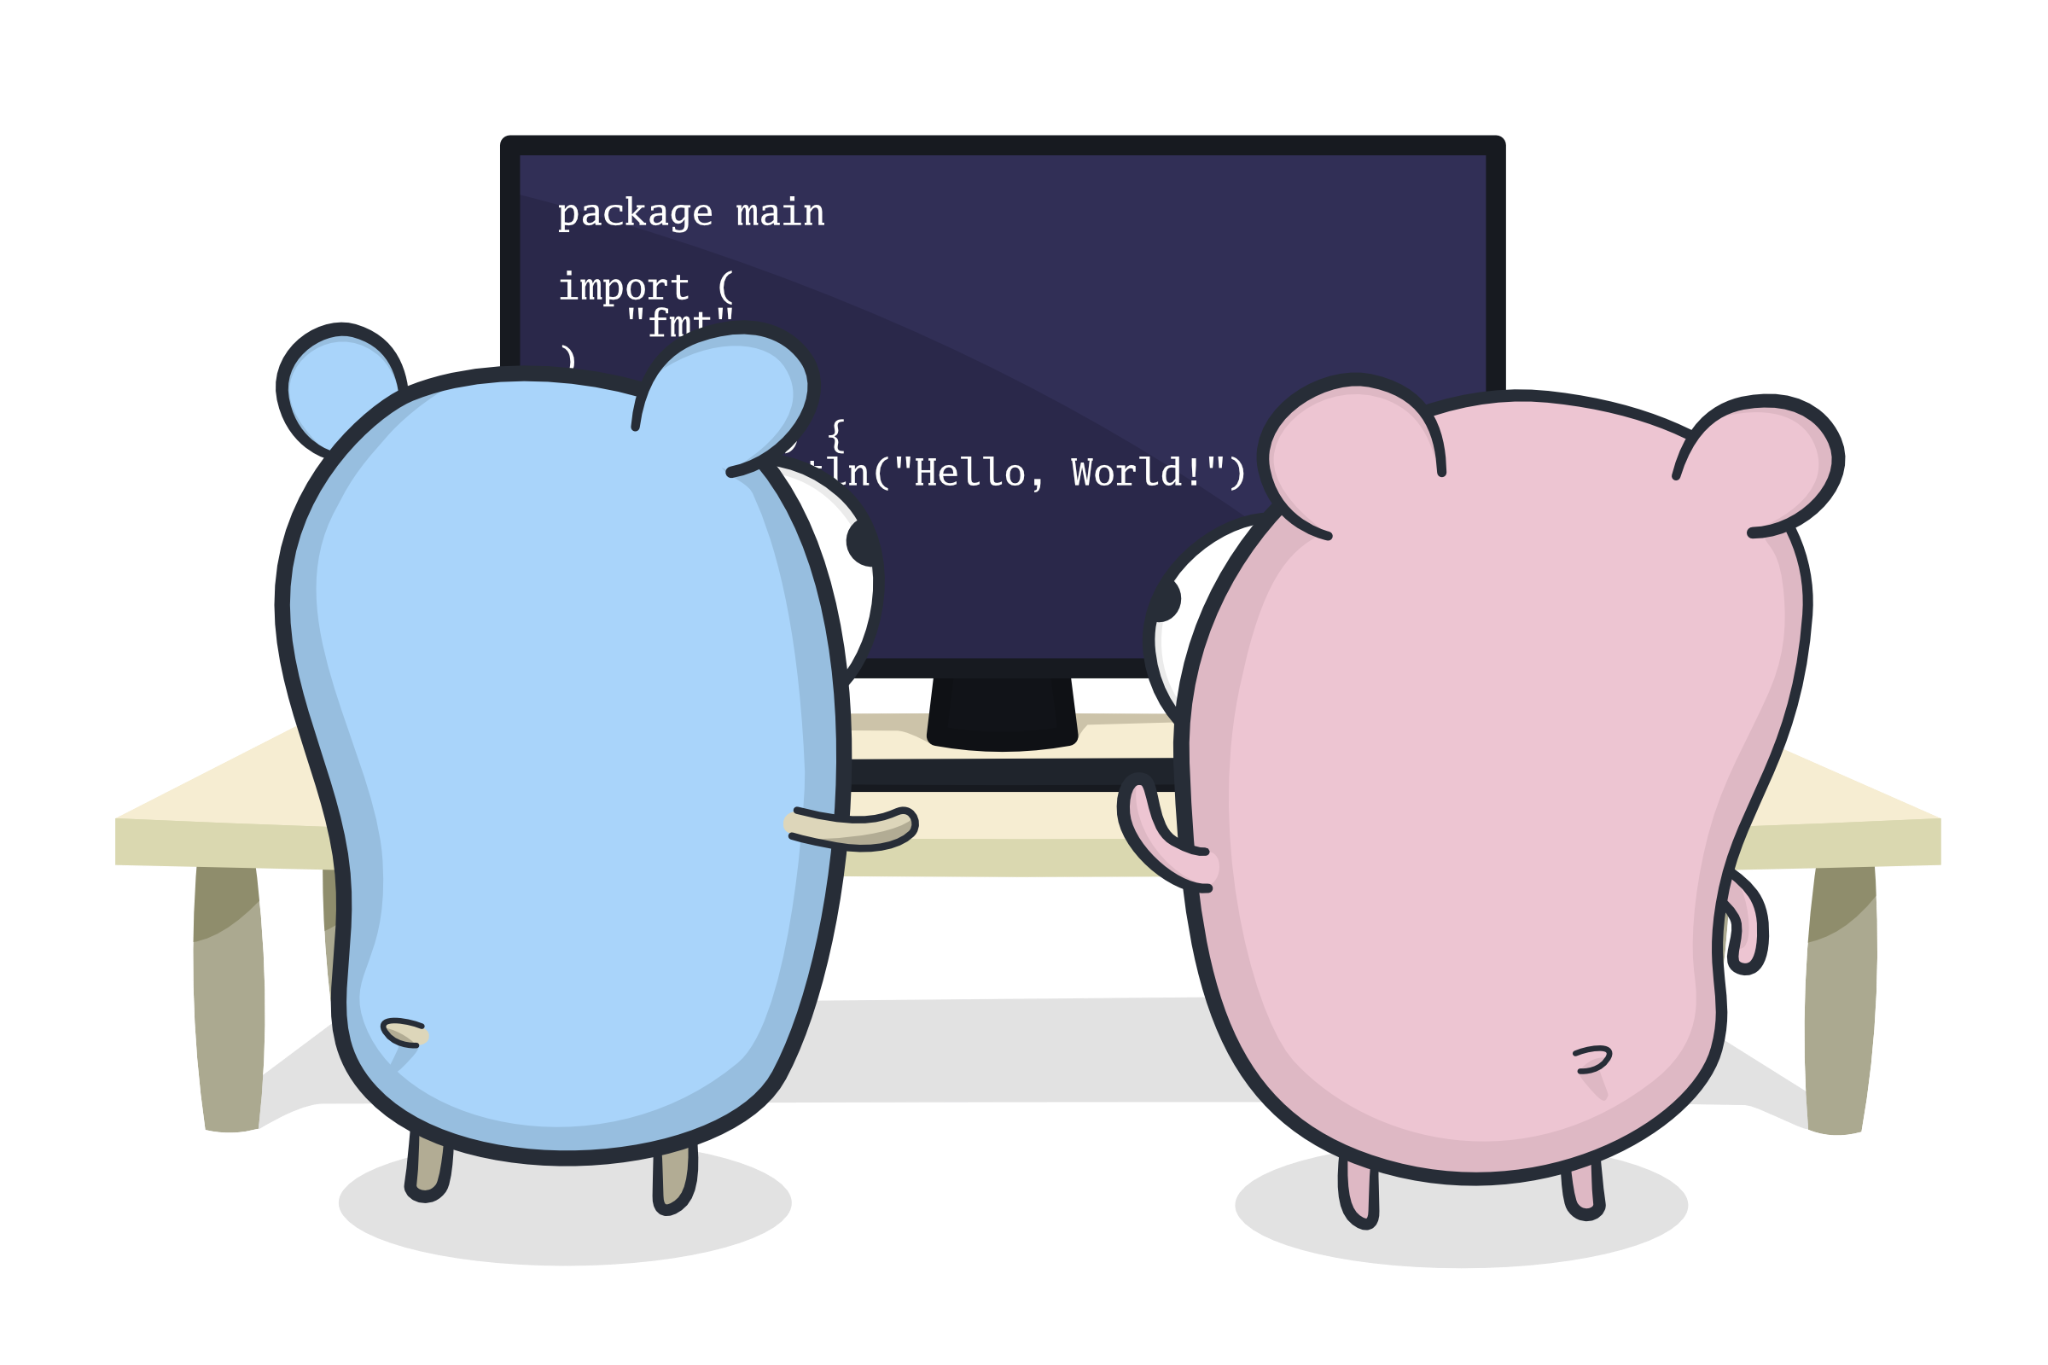 package main
import (
"fmt"
)
) {
ln("Hello, World!")